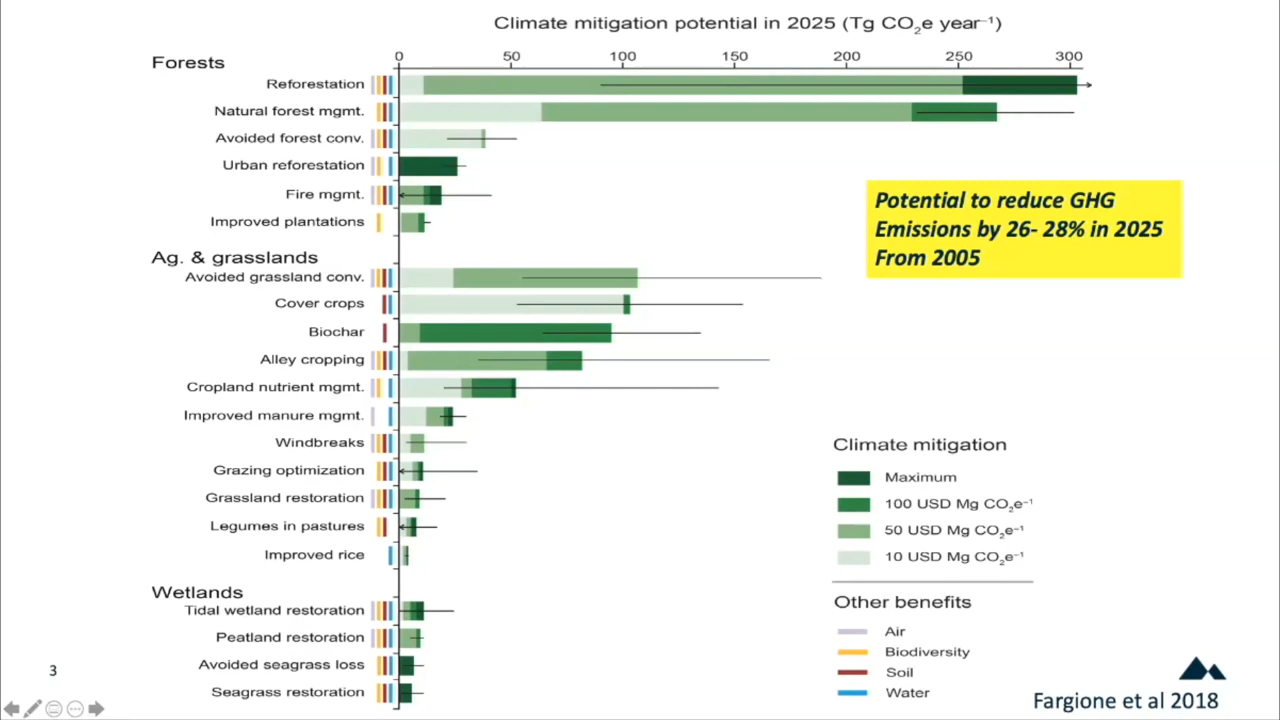 Climate mitigation potential in 2025 (Tg CO₂e year⁻¹)
0 50 100 150 200 250 300
Forests
Reforestation
Natural forest mgmt.
Avoided forest conv.
Urban reforestation
Fire mgmt.
Improved plantations
Potential to reduce GHG
Emissions by 26- 28% in 2025
From 2005
Ag. & grasslands
Avoided grassland conv.
Cover crops
Biochar
Alley cropping
Cropland nutrient mgmt.
Improved manure mgmt.
Windbreaks
Grazing optimization
Grassland restoration
Legumes in pastures
Improved rice
Wetlands
Tidal wetland restoration
Peatland restoration
Avoided seagrass loss
Seagrass restoration
Climate mitigation
Maximum
100 USD Mg CO₂e⁻¹
50 USD Mg CO₂e⁻¹
10 USD Mg CO₂e⁻¹
Other benefits
Air
Biodiversity
Soil
Water
3
Fargione et al 2018